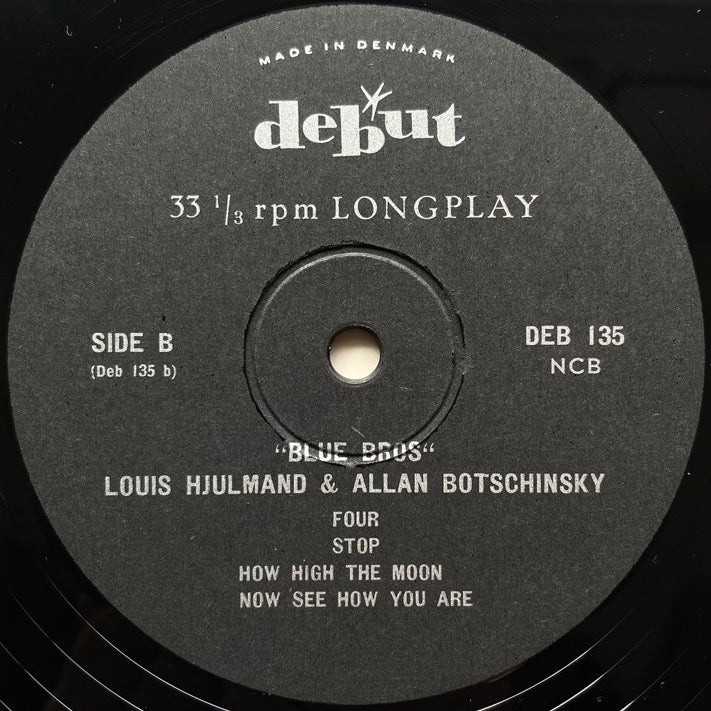 MADE IN DENMARK
debut
33 1/3 rpm LONGPLAY
SIDE B
(Deb 135 b)
DEB 135
NCB
“BLUE BROS“
LOUIS HJULMAND & ALLAN BOTSCHINSKY
FOUR
STOP
HOW HIGH THE MOON
NOW SEE HOW YOU ARE